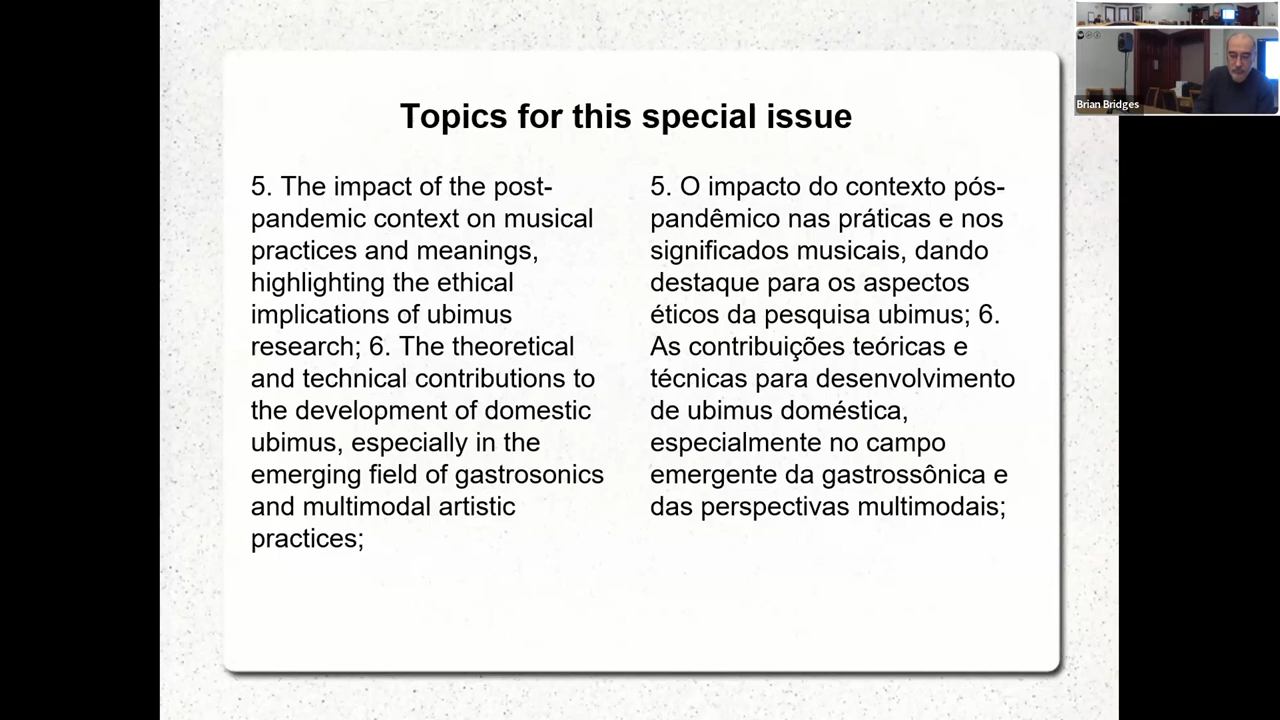 Topics for this special issue
5. The impact of the post-
pandemic context on musical
practices and meanings,
highlighting the ethical
implications of ubimus
research; 6. The theoretical
and technical contributions to
the development of domestic
ubimus, especially in the
emerging field of gastrosonics
and multimodal artistic
practices;
5. O impacto do contexto pós-
pandêmico nas práticas e nos
significados musicais, dando
destaque para os aspectos
éticos da pesquisa ubimus; 6.
As contribuições teóricas e
técnicas para desenvolvimento
de ubimus doméstica,
especialmente no campo
emergente da gastrossônica e
das perspectivas multimodais;
Brian Bridges